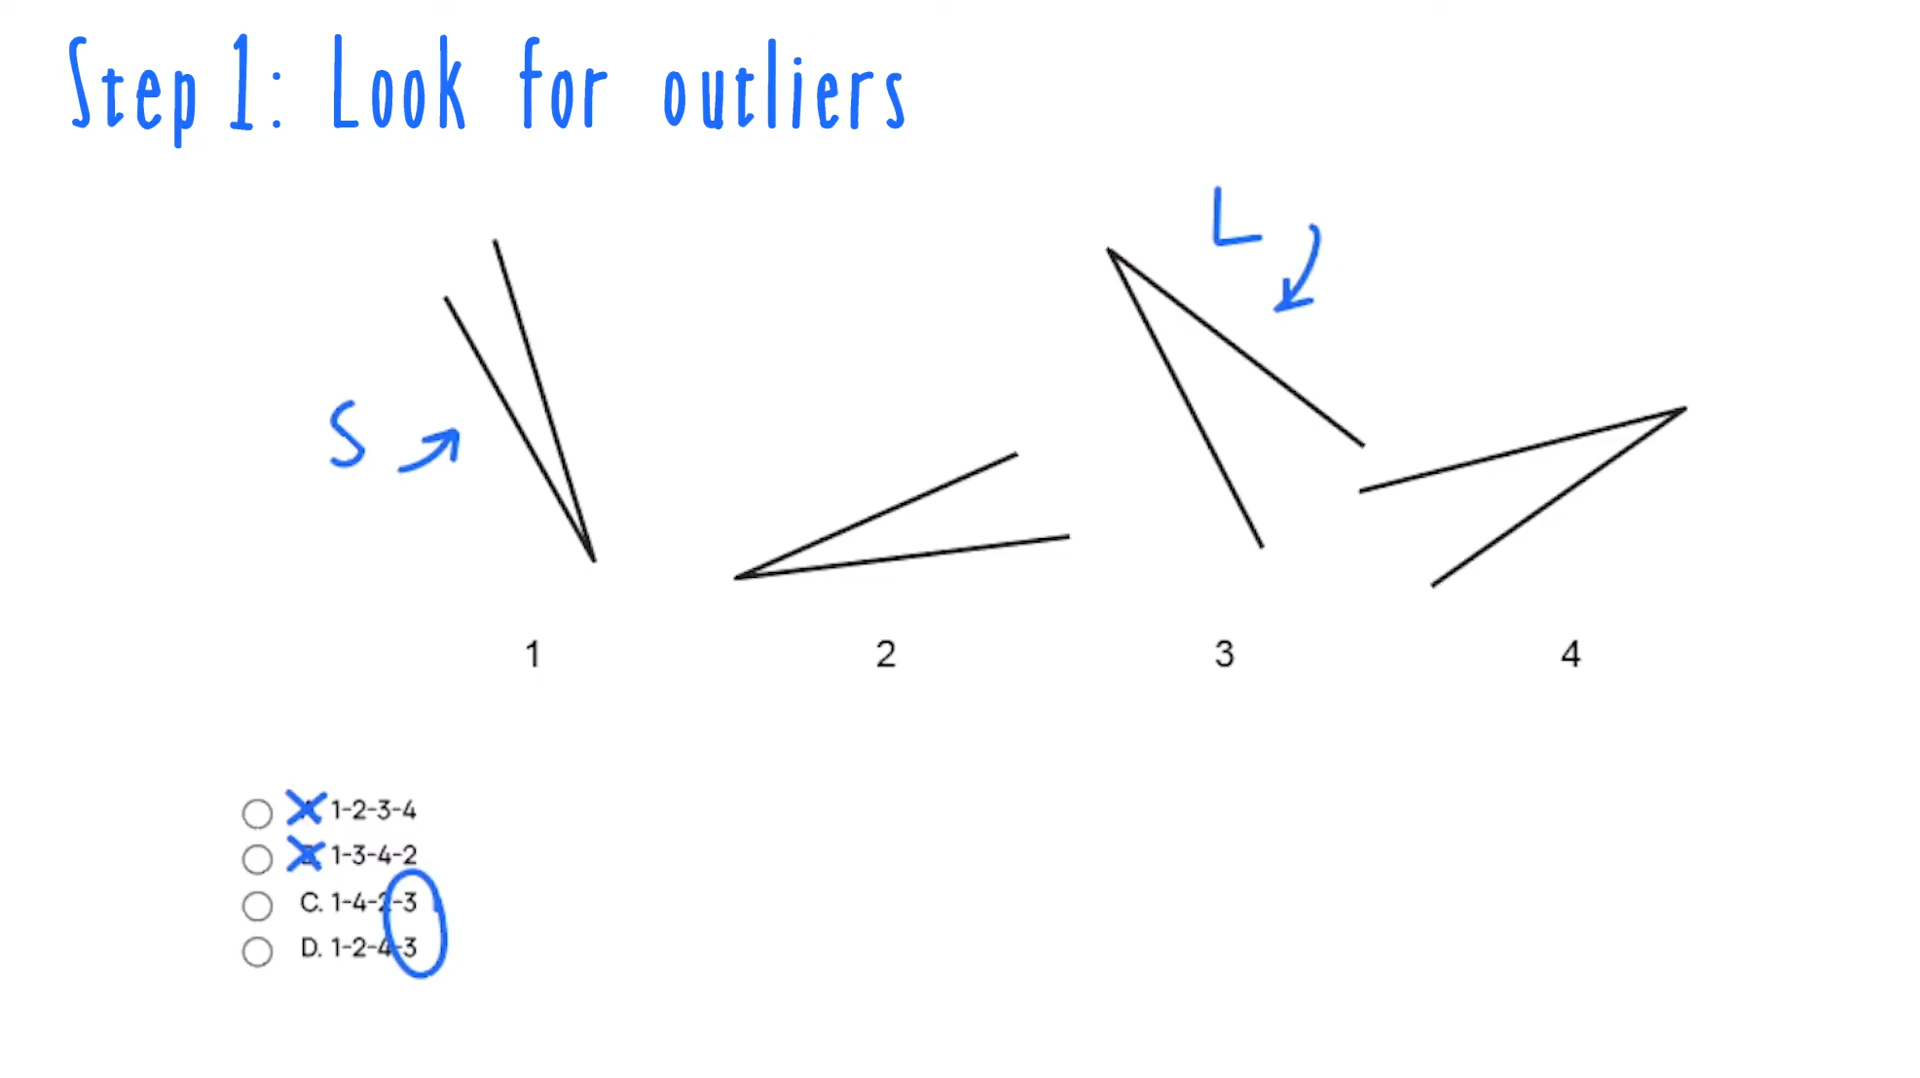 Step 1: Look for outliers
L
S
1 2 3 4
1-2-3-4
1-3-4-2
C. 1-4-2-3
D. 1-2-4-3